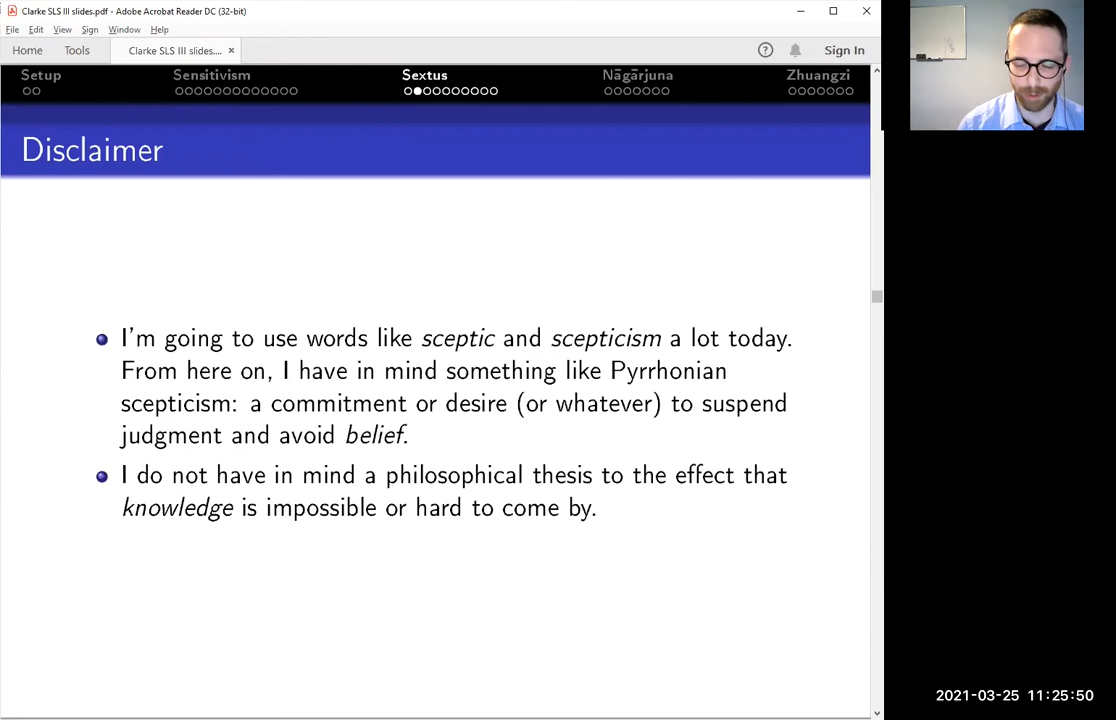 Clarke SLS III slides.pdf - Adobe Acrobat Reader DC (32-bit)
File Edit View Sign Window Help
Home Tools Clarke SLS III slides.... × Sign In
Setup Sensitivism Sextus Nāgārjuna Zhuangzi
Disclaimer
I'm going to use words like sceptic and scepticism a lot today.
From here on, I have in mind something like Pyrrhonian
scepticism: a commitment or desire (or whatever) to suspend
judgment and avoid belief.
I do not have in mind a philosophical thesis to the effect that
knowledge is impossible or hard to come by.
2021-03-25 11:25:50